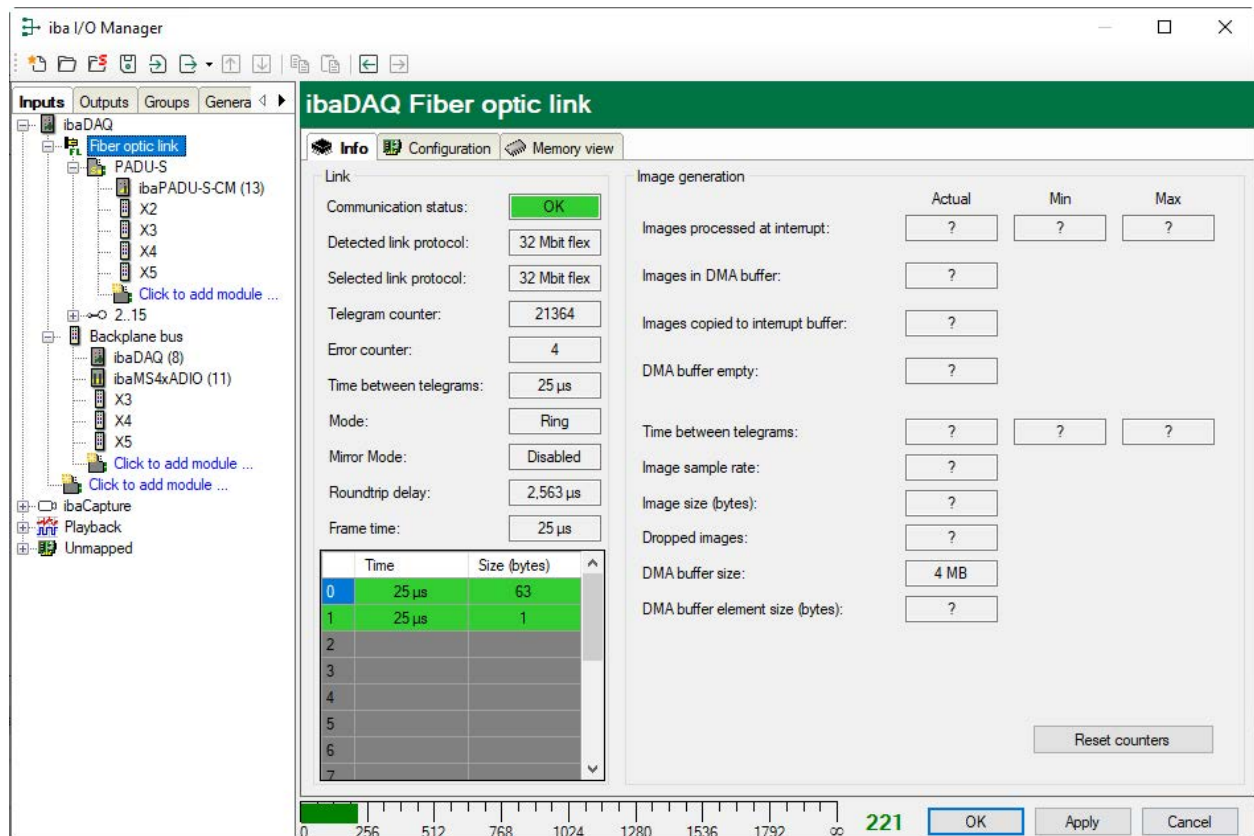 iba I/O Manager
Inputs Outputs Groups Genera
ibaDAQ
Fiber optic link
PADU-S
ibaPADU-S-CM (13)
X2
X3
X4
X5
Click to add module ...
2..15
Backplane bus
ibaDAQ (8)
ibaMS4xADIO (11)
X3
X4
X5
Click to add module ...
Click to add module ...
ibaCapture
Playback
Unmapped
ibaDAQ Fiber optic link
Info Configuration Memory view
Link
Communication status: OK
Detected link protocol: 32 Mbit flex
Selected link protocol: 32 Mbit flex
Telegram counter: 21364
Error counter: 4
Time between telegrams: 25 µs
Mode: Ring
Mirror Mode: Disabled
Roundtrip delay: 2,563 µs
Frame time: 25 µs
Time Size (bytes)
0 25 µs 63
1 25 µs 1
2
3
4
5
6
7
Image generation
Actual Min Max
Images processed at interrupt: ? ? ?
Images in DMA buffer: ?
Images copied to interrupt buffer: ?
DMA buffer empty: ?
Time between telegrams: ? ? ?
Image sample rate: ?
Image size (bytes): ?
Dropped images: ?
DMA buffer size: 4 MB
DMA buffer element size (bytes): ?
Reset counters
0 256 512 768 1024 1280 1536 1792 ∞
221 OK Apply Cancel